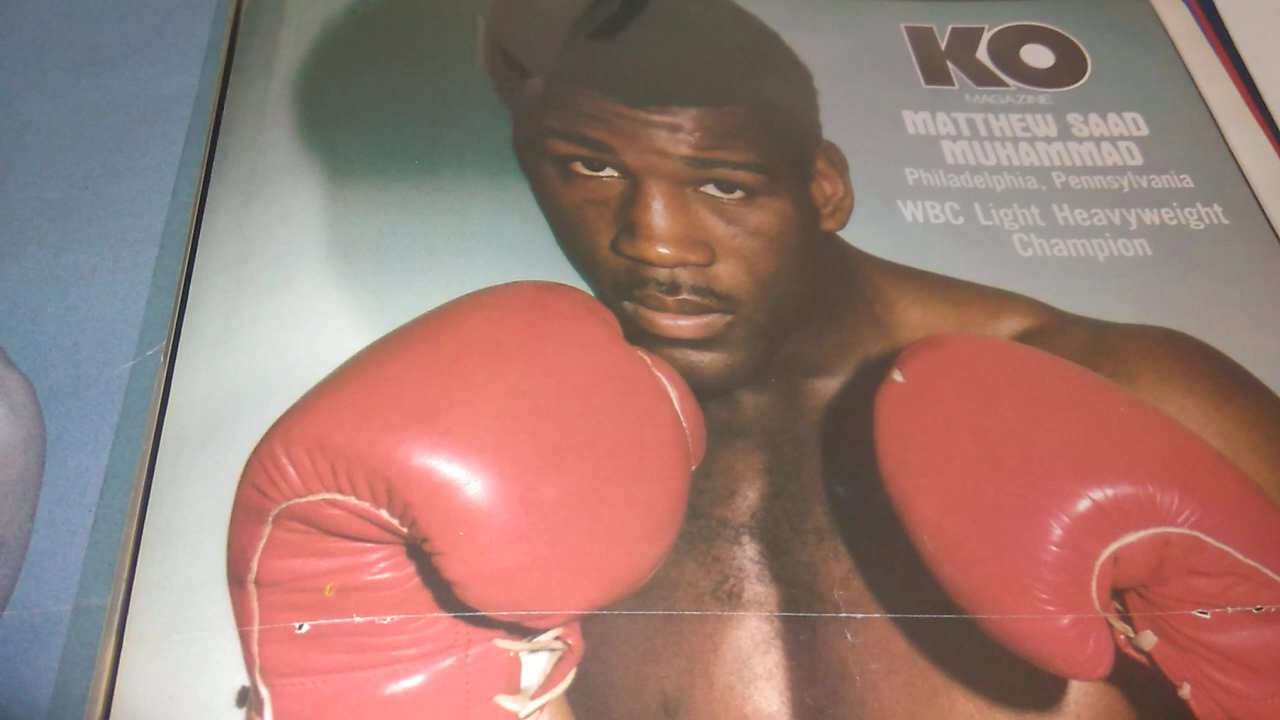 KO
MAGAZINE
MATTHEW SAAD
MUHAMMAD
Philadelphia, Pennsylvania
WBC Light Heavyweight
Champion